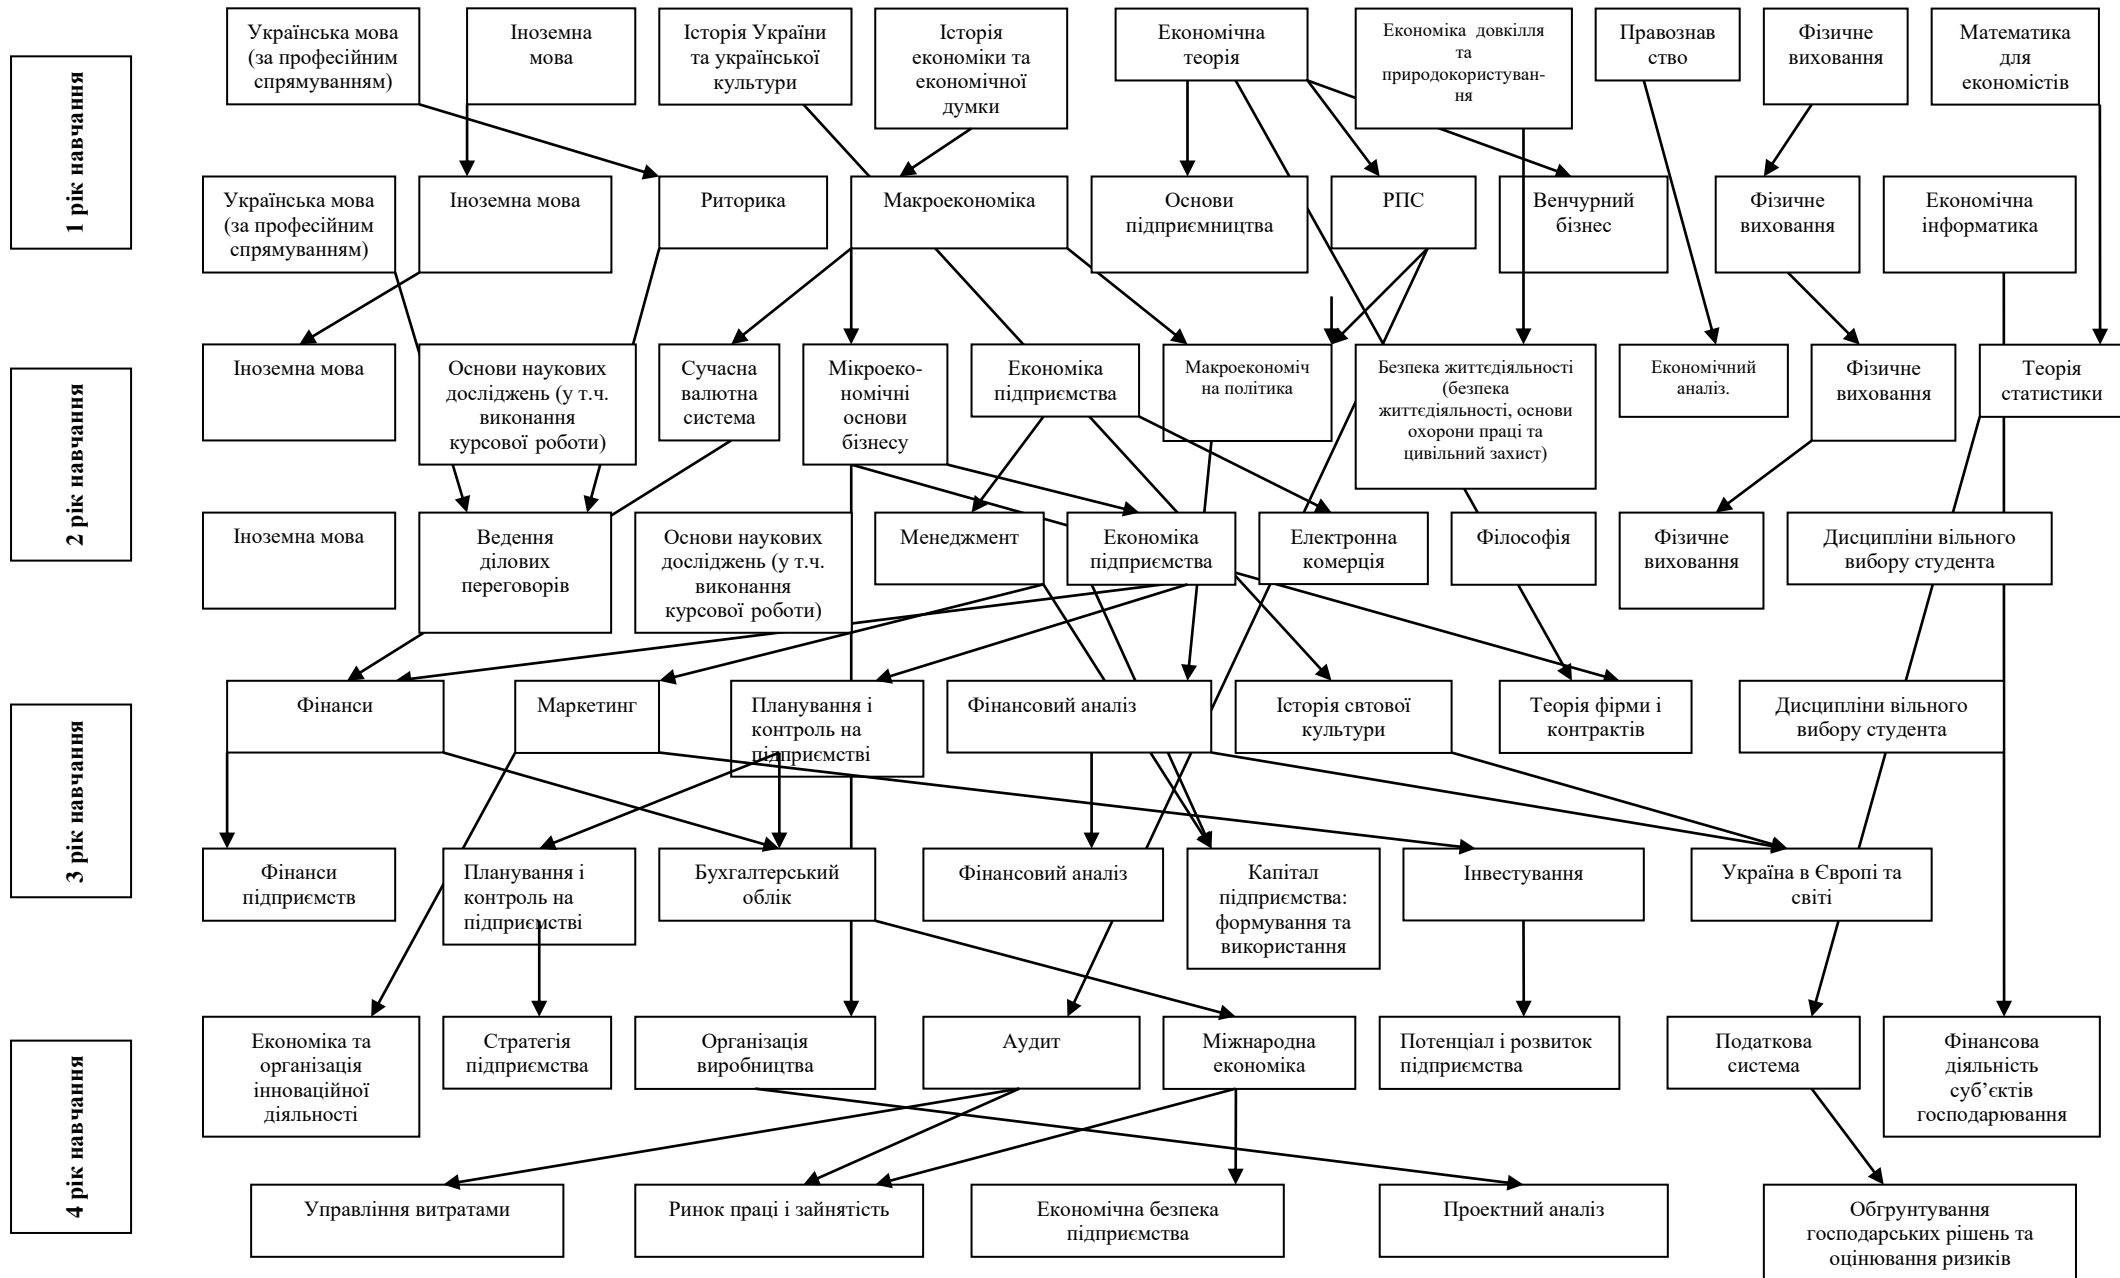 Українська мова
(за професійним
спрямуванням)
Іноземна
мова
Історія України
та української
культури
Історія
економіки та
економічної
думки
Економічна
теорія
Економіка довкілля
та
природокористуван-
ня
Правознав
ство
Фізичне
виховання
Математика
для
економістів
1 рік навчання
Українська мова
(за професійним
спрямуванням)
Іноземна мова
Риторика
Макроекономіка
Основи
підприємництва
РПС
Венчурний
бізнес
Фізичне
виховання
Економічна
інформатика
2 рік навчання
Іноземна мова
Основи наукових
досліджень (у т.ч.
виконання
курсової роботи)
Сучасна
валютна
система
Мікроеко-
номічні
основи
бізнесу
Економіка
підприємства
Макроекономіч
на політика
Безпека життєдіяльності
(безпека
життєдіяльності, основи
охорони праці та
цивільний захист)
Економічний
аналіз.
Фізичне
виховання
Теорія
статистики
Іноземна мова
Ведення
ділових
переговорів
Основи наукових
досліджень (у т.ч.
виконання
курсової роботи)
Менеджмент
Економіка
підприємства
Електронна
комерція
Філософія
Фізичне
виховання
Дисципліни вільного
вибору студента
3 рік навчання
Фінанси
Маркетинг
Планування і
контроль на
підприємстві
Фінансовий аналіз
Історія свтової
культури
Теорія фірми і
контрактів
Дисципліни вільного
вибору студента
Фінанси
підприємств
Планування і
контроль на
підприємстві
Бухгалтерський
облік
Фінансовий аналіз
Капітал
підприємства:
формування та
використання
Інвестування
Україна в Європі та
світі
4 рік навчання
Економіка та
організація
інноваційної
діяльності
Стратегія
підприємства
Організація
виробництва
Аудит
Міжнародна
економіка
Потенціал і розвиток
підприємства
Податкова
система
Фінансова
діяльність
суб’єктів
господарювання
Управління витратами
Ринок праці і зайнятість
Економічна безпека
підприємства
Проектний аналіз
Обгрунтування
господарських рішень та
оцінювання ризиків